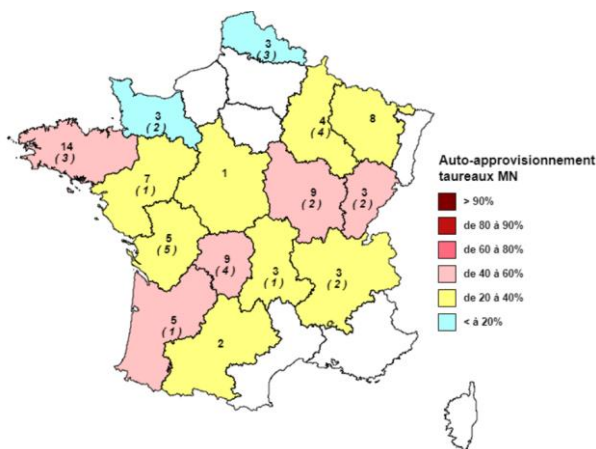 3
( 3 )
3
( 2 )
4
( 4 )
8
14
( 3 )
7
( 1 )
1
9
( 2 )
3
( 2 )
5
( 5 )
9
( 4 )
3
( 1 )
3
( 2 )
5
( 1 )
2
Auto-approvisionnement
taureaux MN
> 90%
de 80 à 90%
de 60 à 80%
de 40 à 60%
de 20 à 40%
< à 20%